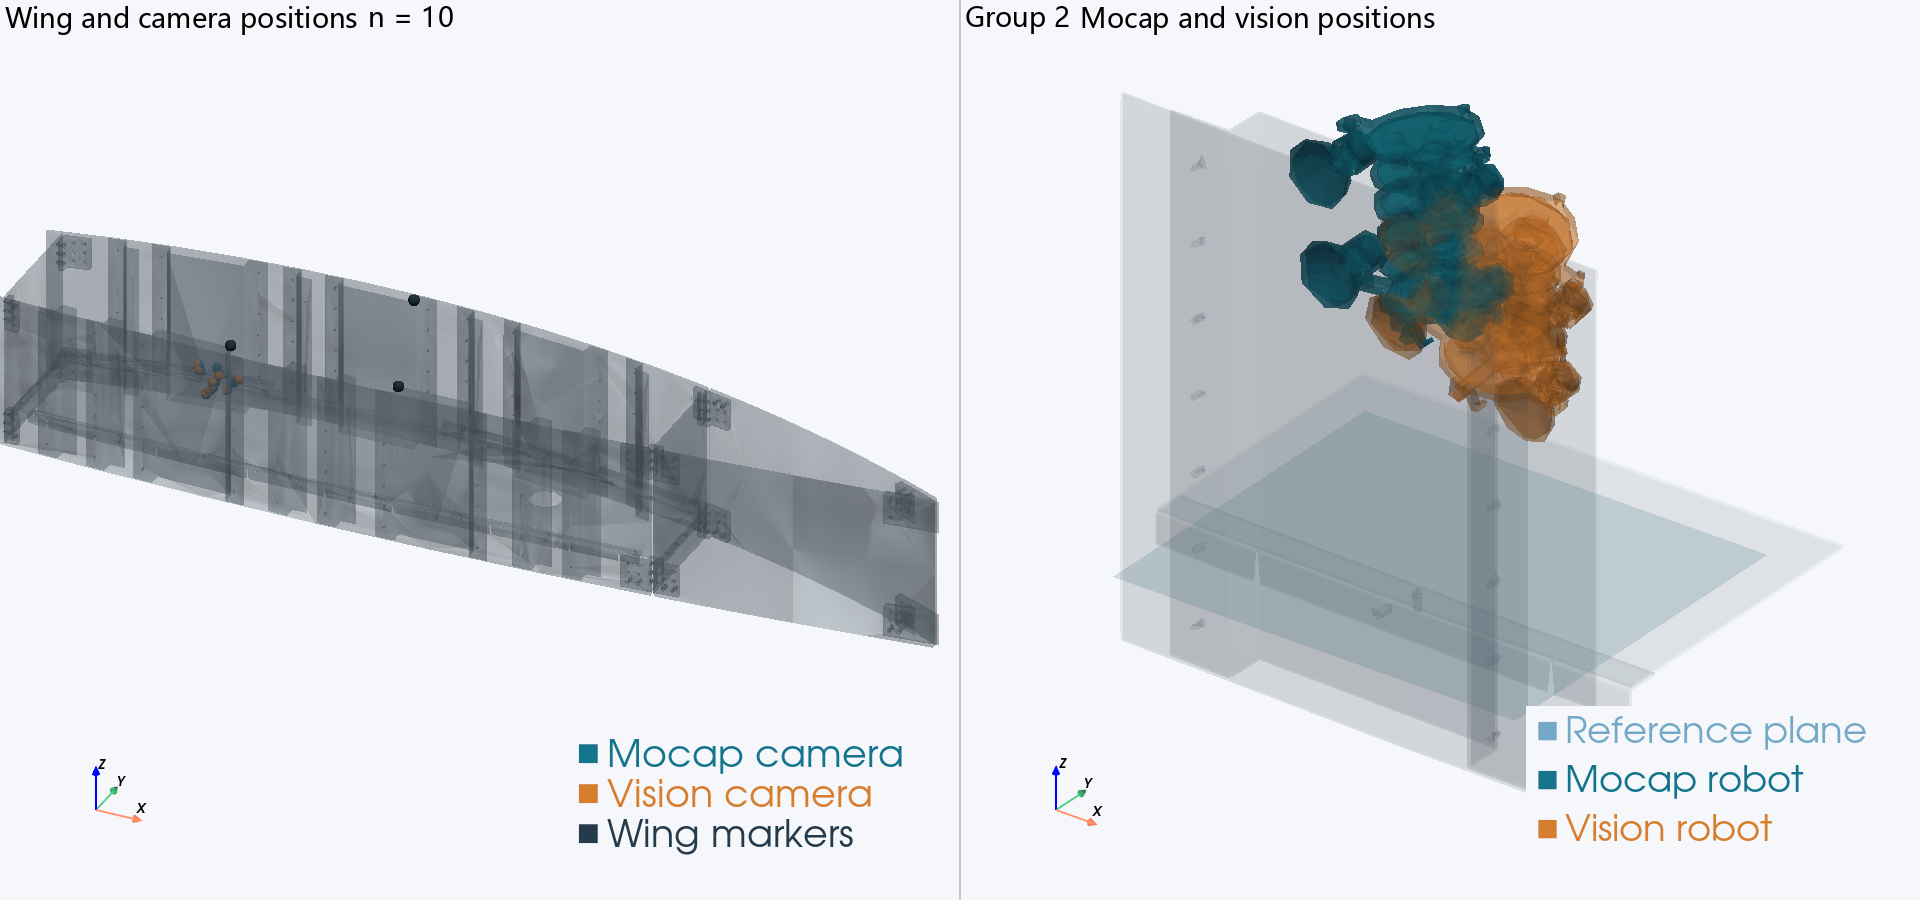 Wing and camera positions n = 10
Group 2 Mocap and vision positions
Z
Y
X
Mocap camera
Vision camera
Wing markers
Z
Y
X
Reference plane
Mocap robot
Vision robot